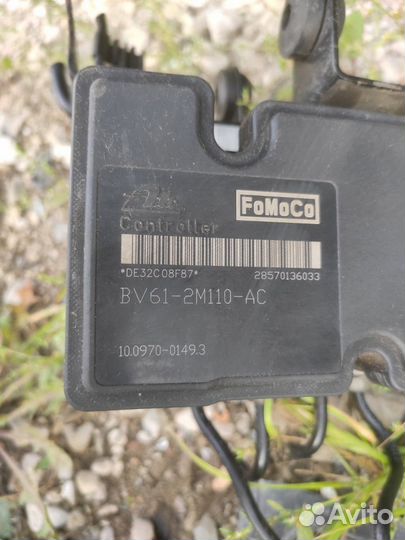 FoMoCo
Controller
*DE32C08F87* 28570136033
BV61-2M110-AC
10.0970-0149.3
Avito